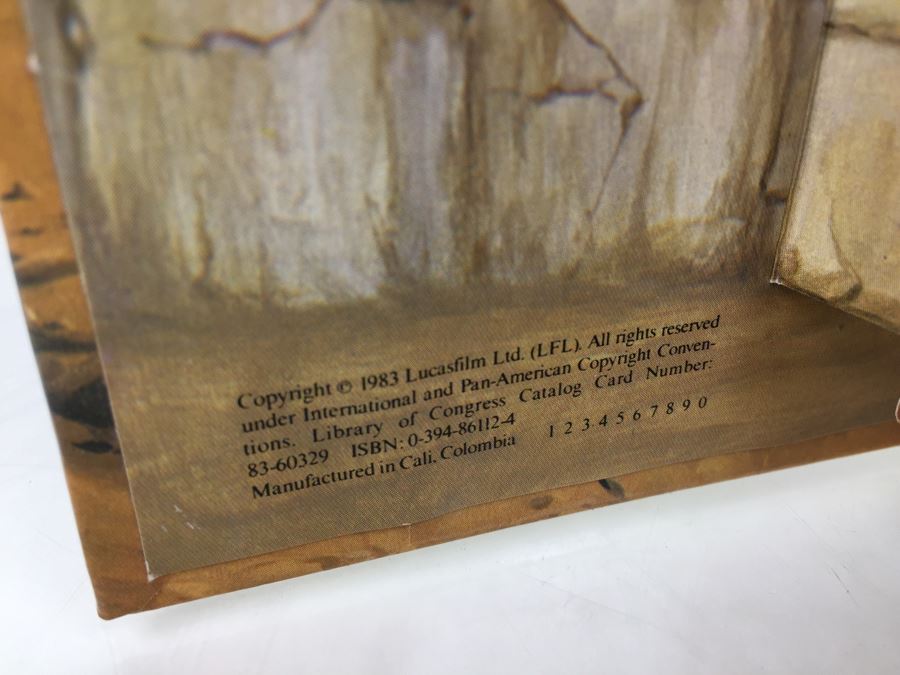 Copyright © 1983 Lucasfilm Ltd. (LFL). All rights reserved
under International and Pan-American Copyright Conven-
tions. Library of Congress Catalog Card Number:
83-60329 ISBN: 0-394-86112-4 1 2 3 4 5 6 7 8 9 0
Manufactured in Cali, Colombia